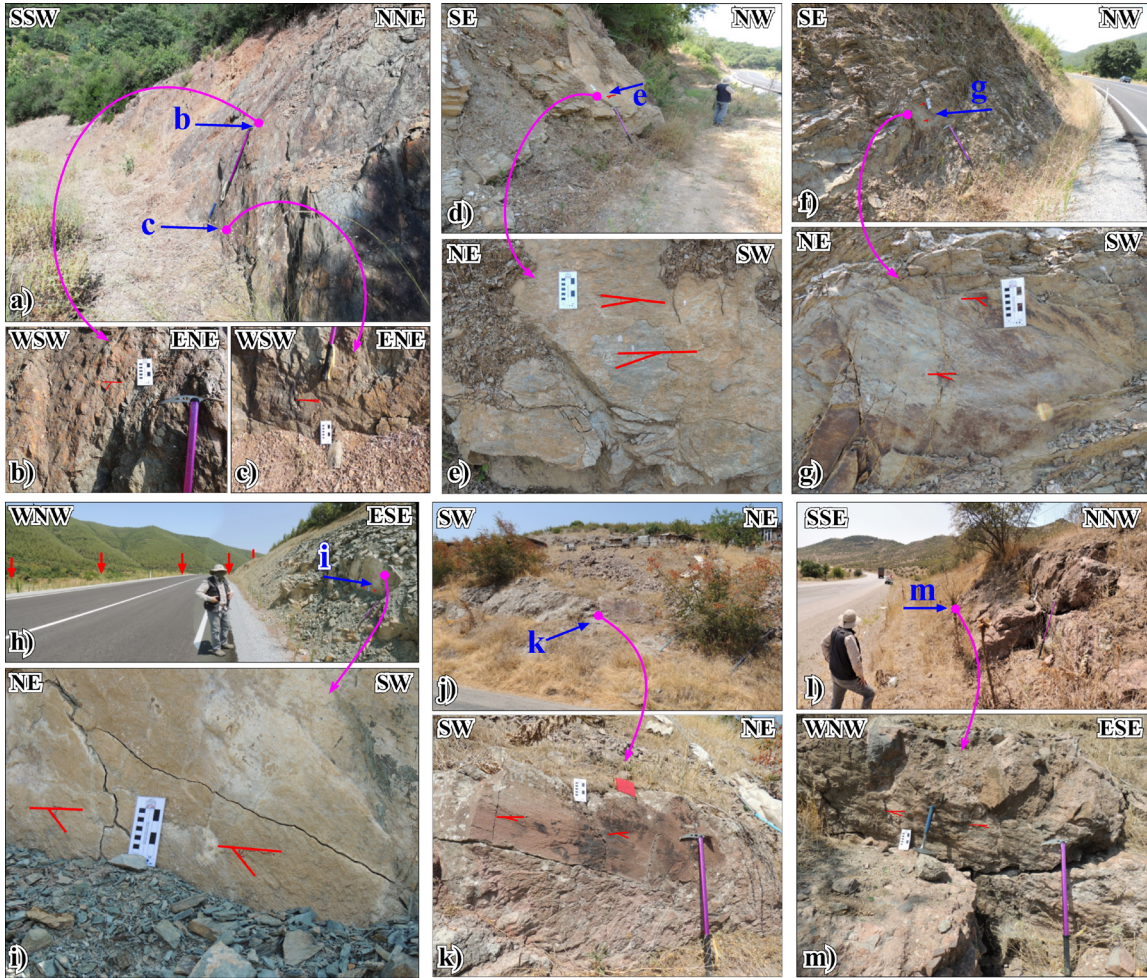 SSW NNE
b
c
a)
WSW ENE
b)
WSW ENE
c)
SE NW
e
d)
NE SW
e)
SE NW
g
f)
NE SW
g)
WNW ESE
i
h)
NE SW
i)
SW NE
k
j)
SW NE
k)
SSE NNW
m
l)
WNW ESE
m)